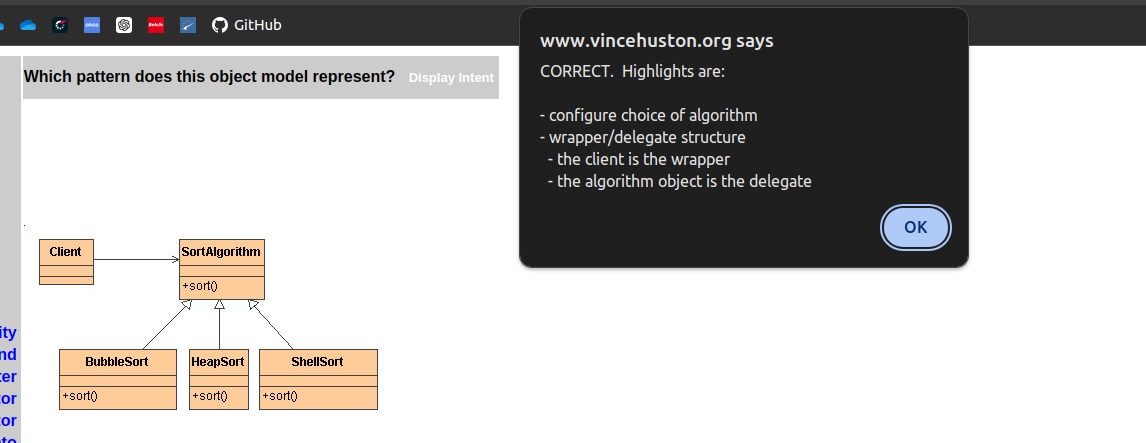 GitHub
www.vincehuston.org says
CORRECT.  Highlights are:
- configure choice of algorithm
- wrapper/delegate structure
- the client is the wrapper
- the algorithm object is the delegate
OK
Which pattern does this object model represent? Display Intent
Client
SortAlgorithm
+sort()
BubbleSort
HeapSort
ShellSort
+sort()
+sort()
+sort()
ity
nd
ter
tor
tor